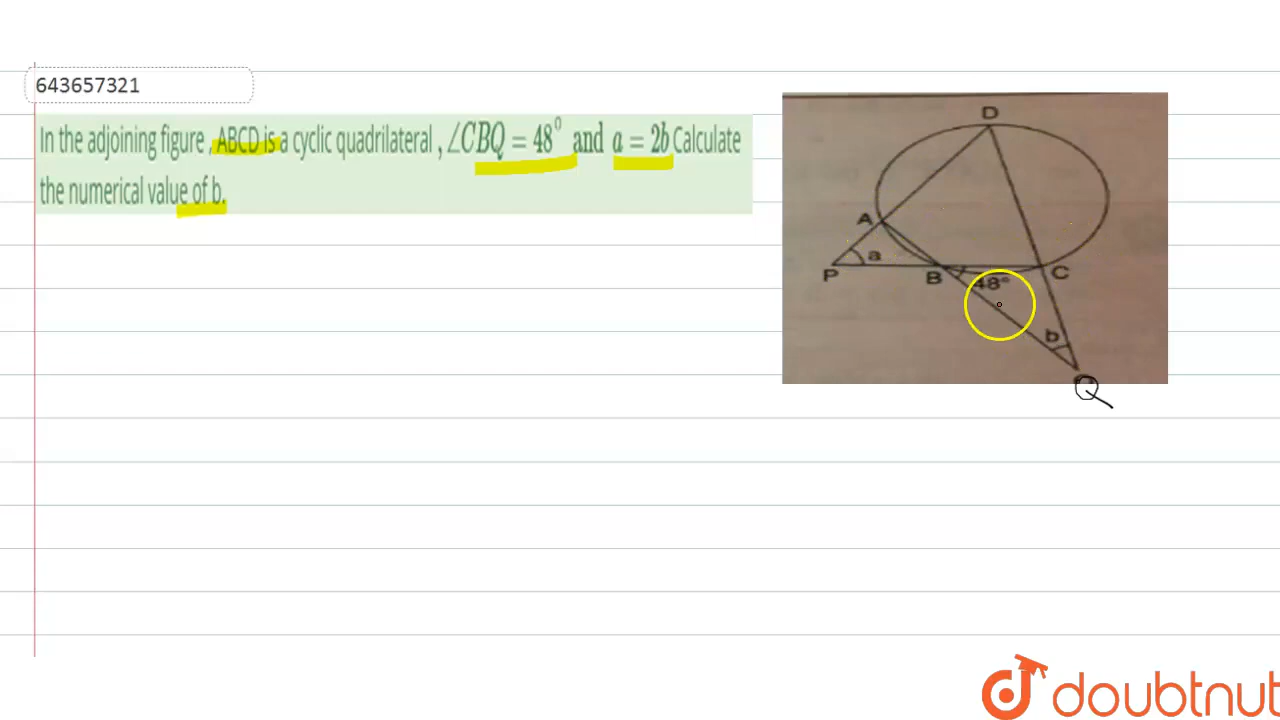 643657321
In the adjoining figure , ABCD is a cyclic quadrilateral , ∠CBQ = 48° and a = 2b Calculate
the numerical value of b.
D
A
a
P
B
C
48°
b
Q
doubtnut